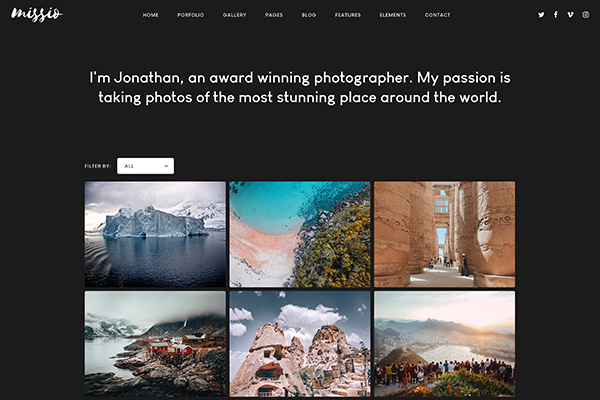 missio
HOME PORFOLIO GALLERY PAGES BLOG FEATURES ELEMENTS CONTACT
I'm Jonathan, an award winning photographer. My passion is
taking photos of the most stunning place around the world.
FILTER BY: ALL